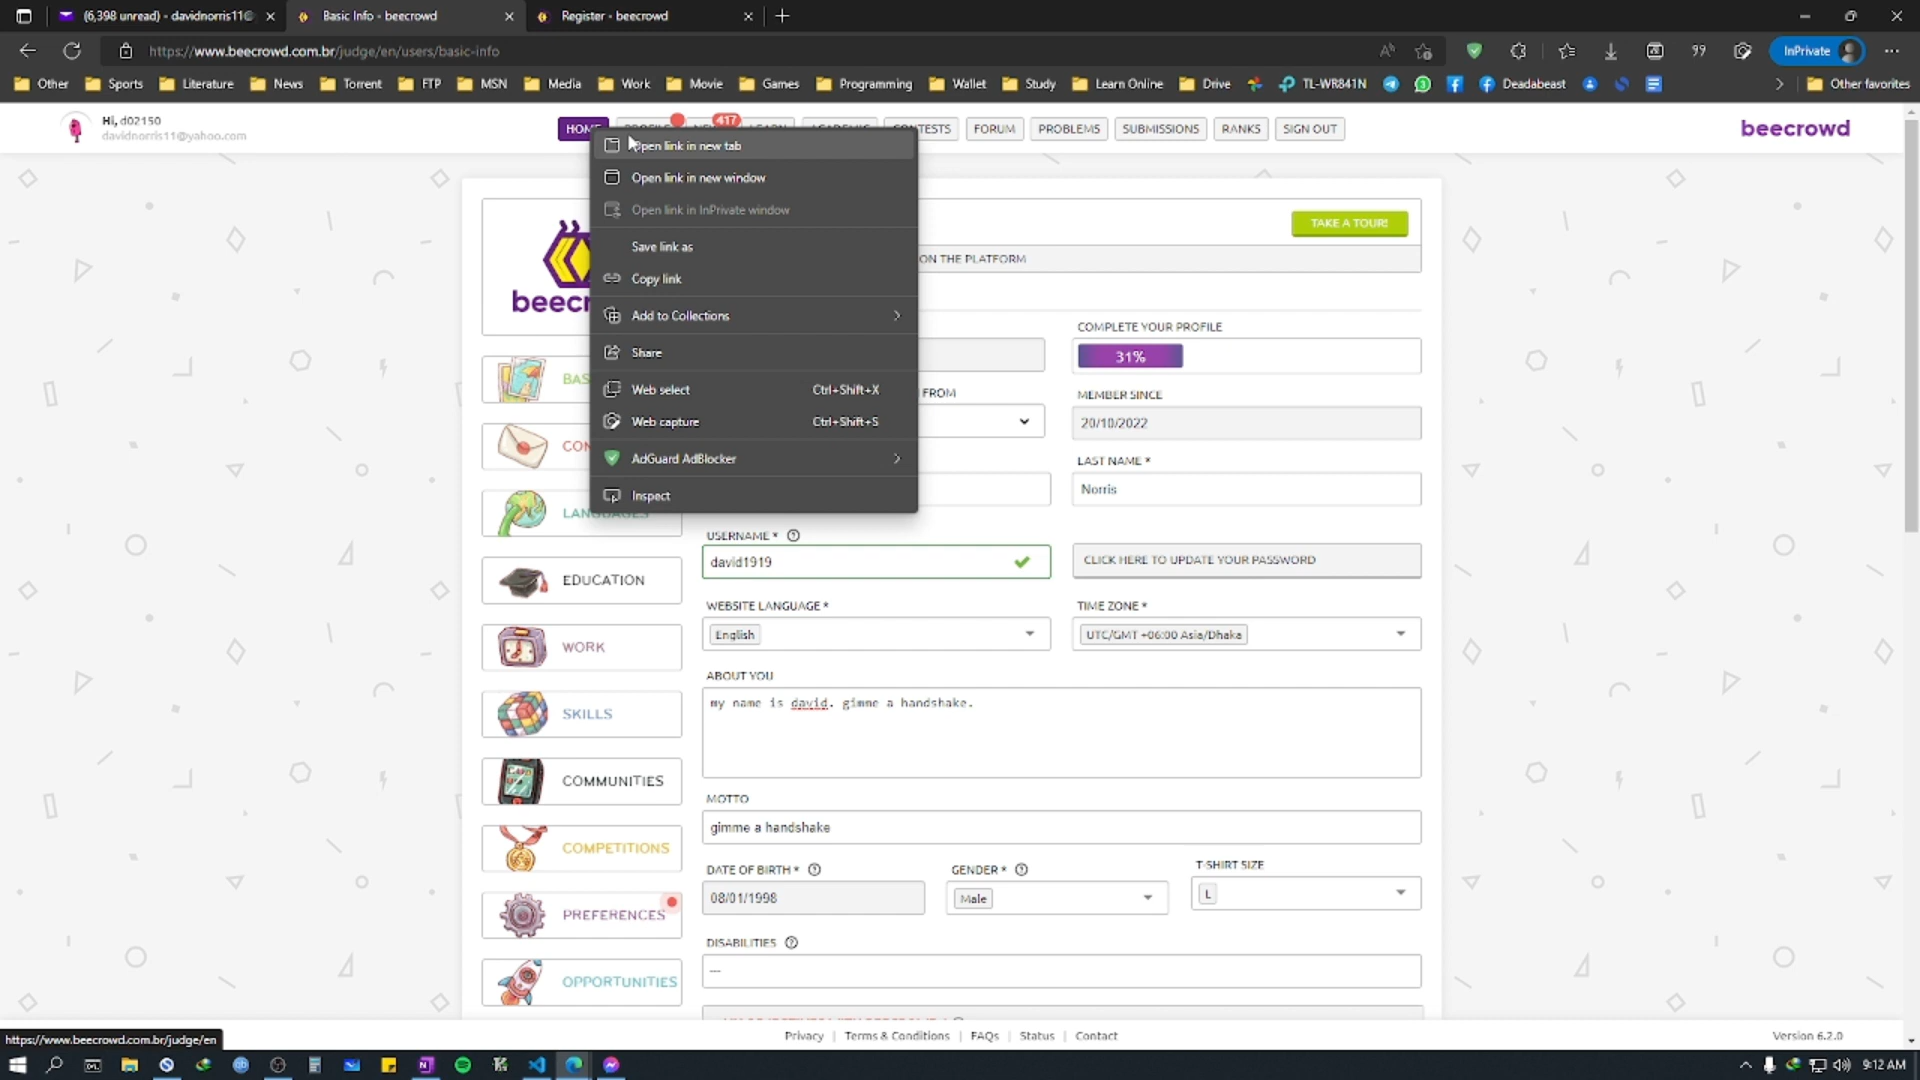 (6,398 unread) - davidnorris11@
Basic Info - beecrowd
Register - beecrowd
https://www.beecrowd.com.br/judge/en/users/basic-info
InPrivate
Other
Sports
Literature
News
Torrent
FTP
MSN
Media
Work
Movie
Games
Programming
Wallet
Study
Learn Online
Drive
TL-WR841N
Deadabeast
Other favorites
Hi, d02150
davidnorris11@yahoo.com
HOME
417
CONTESTS
FORUM
PROBLEMS
SUBMISSIONS
RANKS
SIGN OUT
beecrowd
Open link in new tab
Open link in new window
Open link in InPrivate window
Save link as
Copy link
Add to Collections
Share
Web select Ctrl+Shift+X
Web capture Ctrl+Shift+S
AdGuard AdBlocker
Inspect
TAKE A TOUR!
ON THE PLATFORM
COMPLETE YOUR PROFILE
31%
FROM
MEMBER SINCE
20/10/2022
LAST NAME *
Norris
USERNAME *
david1919
CLICK HERE TO UPDATE YOUR PASSWORD
WEBSITE LANGUAGE *
English
TIME ZONE *
UTC/GMT +06:00 Asia/Dhaka
ABOUT YOU
my name is david. gimme a handshake.
MOTTO
gimme a handshake
DATE OF BIRTH *
08/01/1998
GENDER *
Male
T-SHIRT SIZE
L
DISABILITIES
---
LANGUAGES
EDUCATION
WORK
SKILLS
COMMUNITIES
COMPETITIONS
PREFERENCES
OPPORTUNITIES
Privacy | Terms & Conditions | FAQs | Status | Contact
Version 6.2.0
https://www.beecrowd.com.br/judge/en
9:12 AM